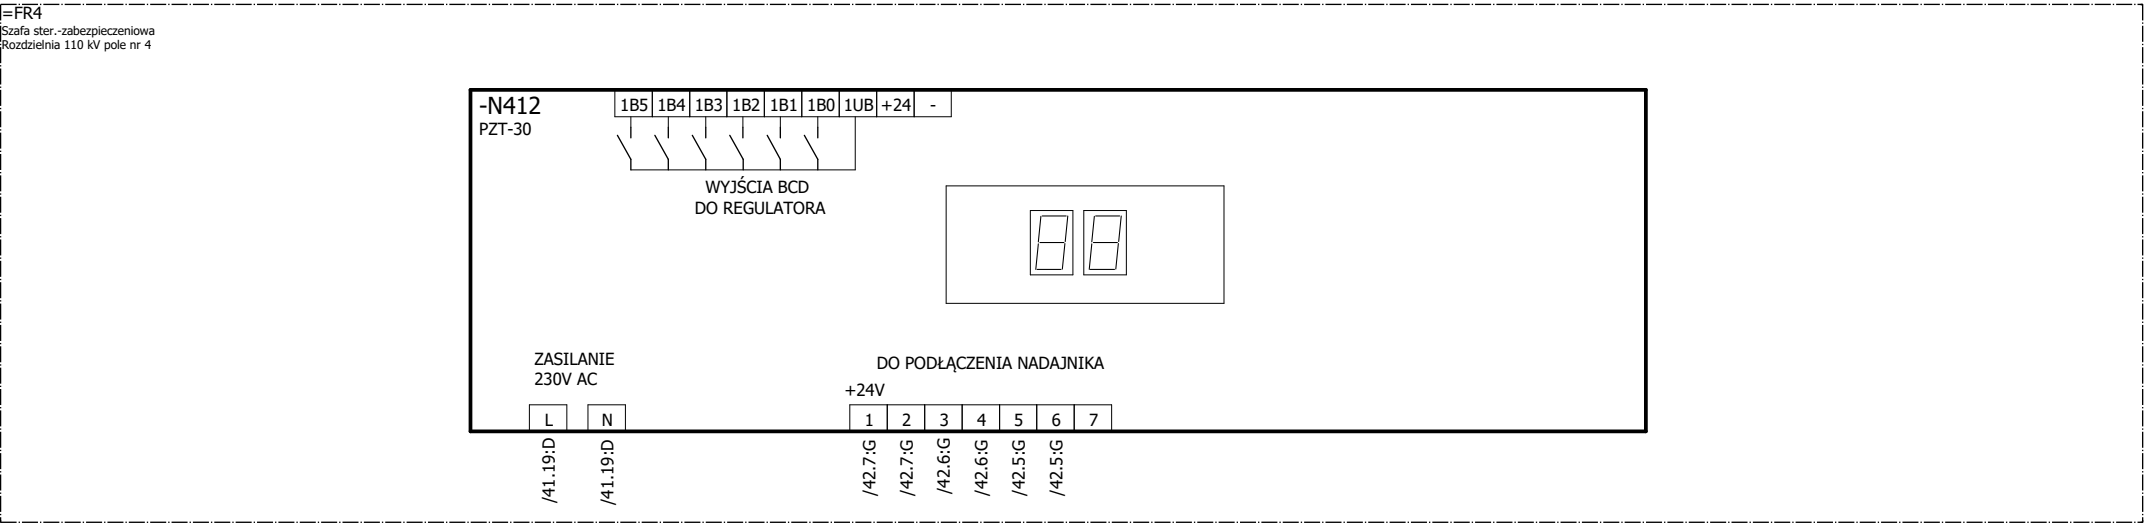 =FR4
Szafa ster.-zabezpieczeniowa
Rozdzielnia 110 kV pole nr 4
-N412
PZT-30
1B5 1B4 1B3 1B2 1B1 1B0 1UB +24 -
WYJŚCIA BCD
DO REGULATORA
ZASILANIE
230V AC
DO PODŁĄCZENIA NADAJNIKA
+24V
L N 1 2 3 4 5 6 7
/41.19:D /41.19:D /42.7:G /42.7:G /42.6:G /42.6:G /42.5:G /42.5:G